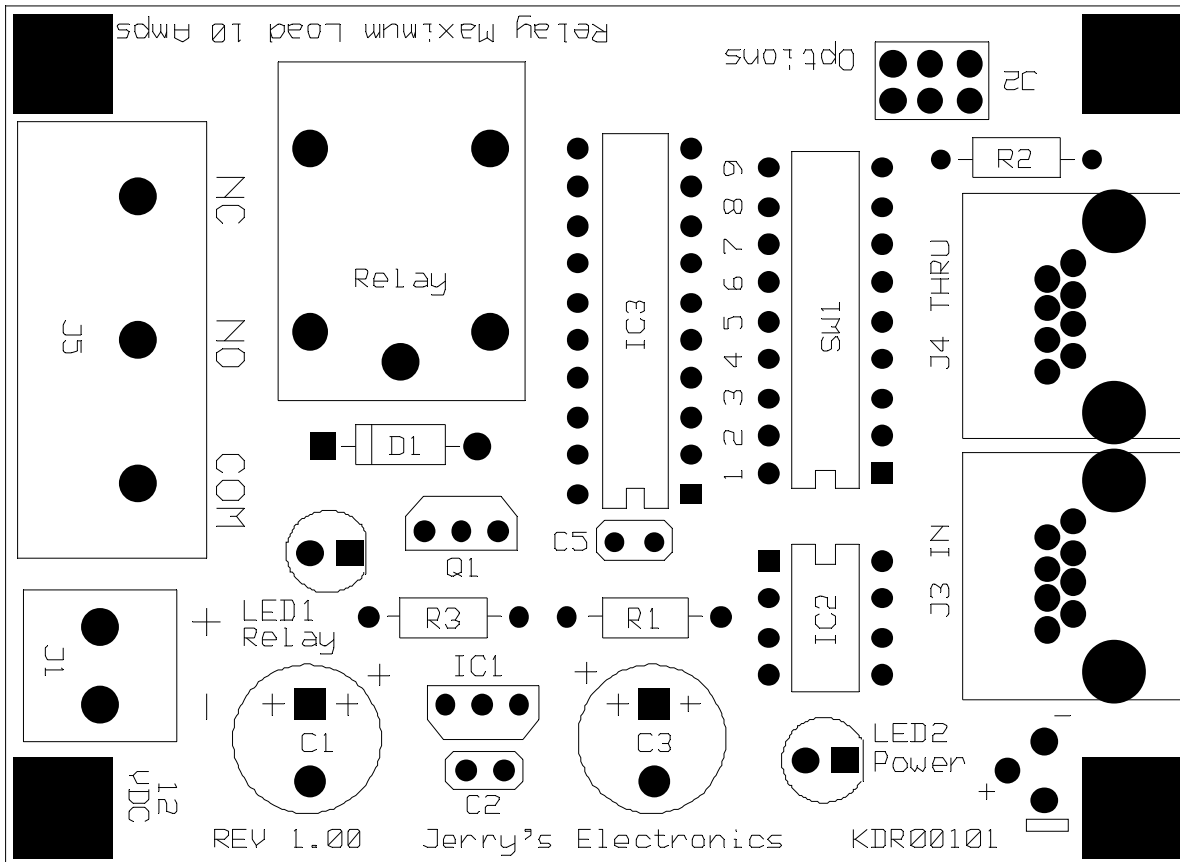 Relay Maximum Load 10 Amps
Options
J2
R2
NC
NO
COM
J5
Relay
IC3
9
8
7
6
5
4
3
2
1
SW1
J4 THRU
D1
Q1
C5
J3 IN
IC2
LED1
Relay
R3
R1
J1
+
-
IC1
+
+ +
C1
+
+ +
C3
C2
LED2
Power
-
+
12
VDC
REV 1.00
Jerry's Electronics
KDR00101